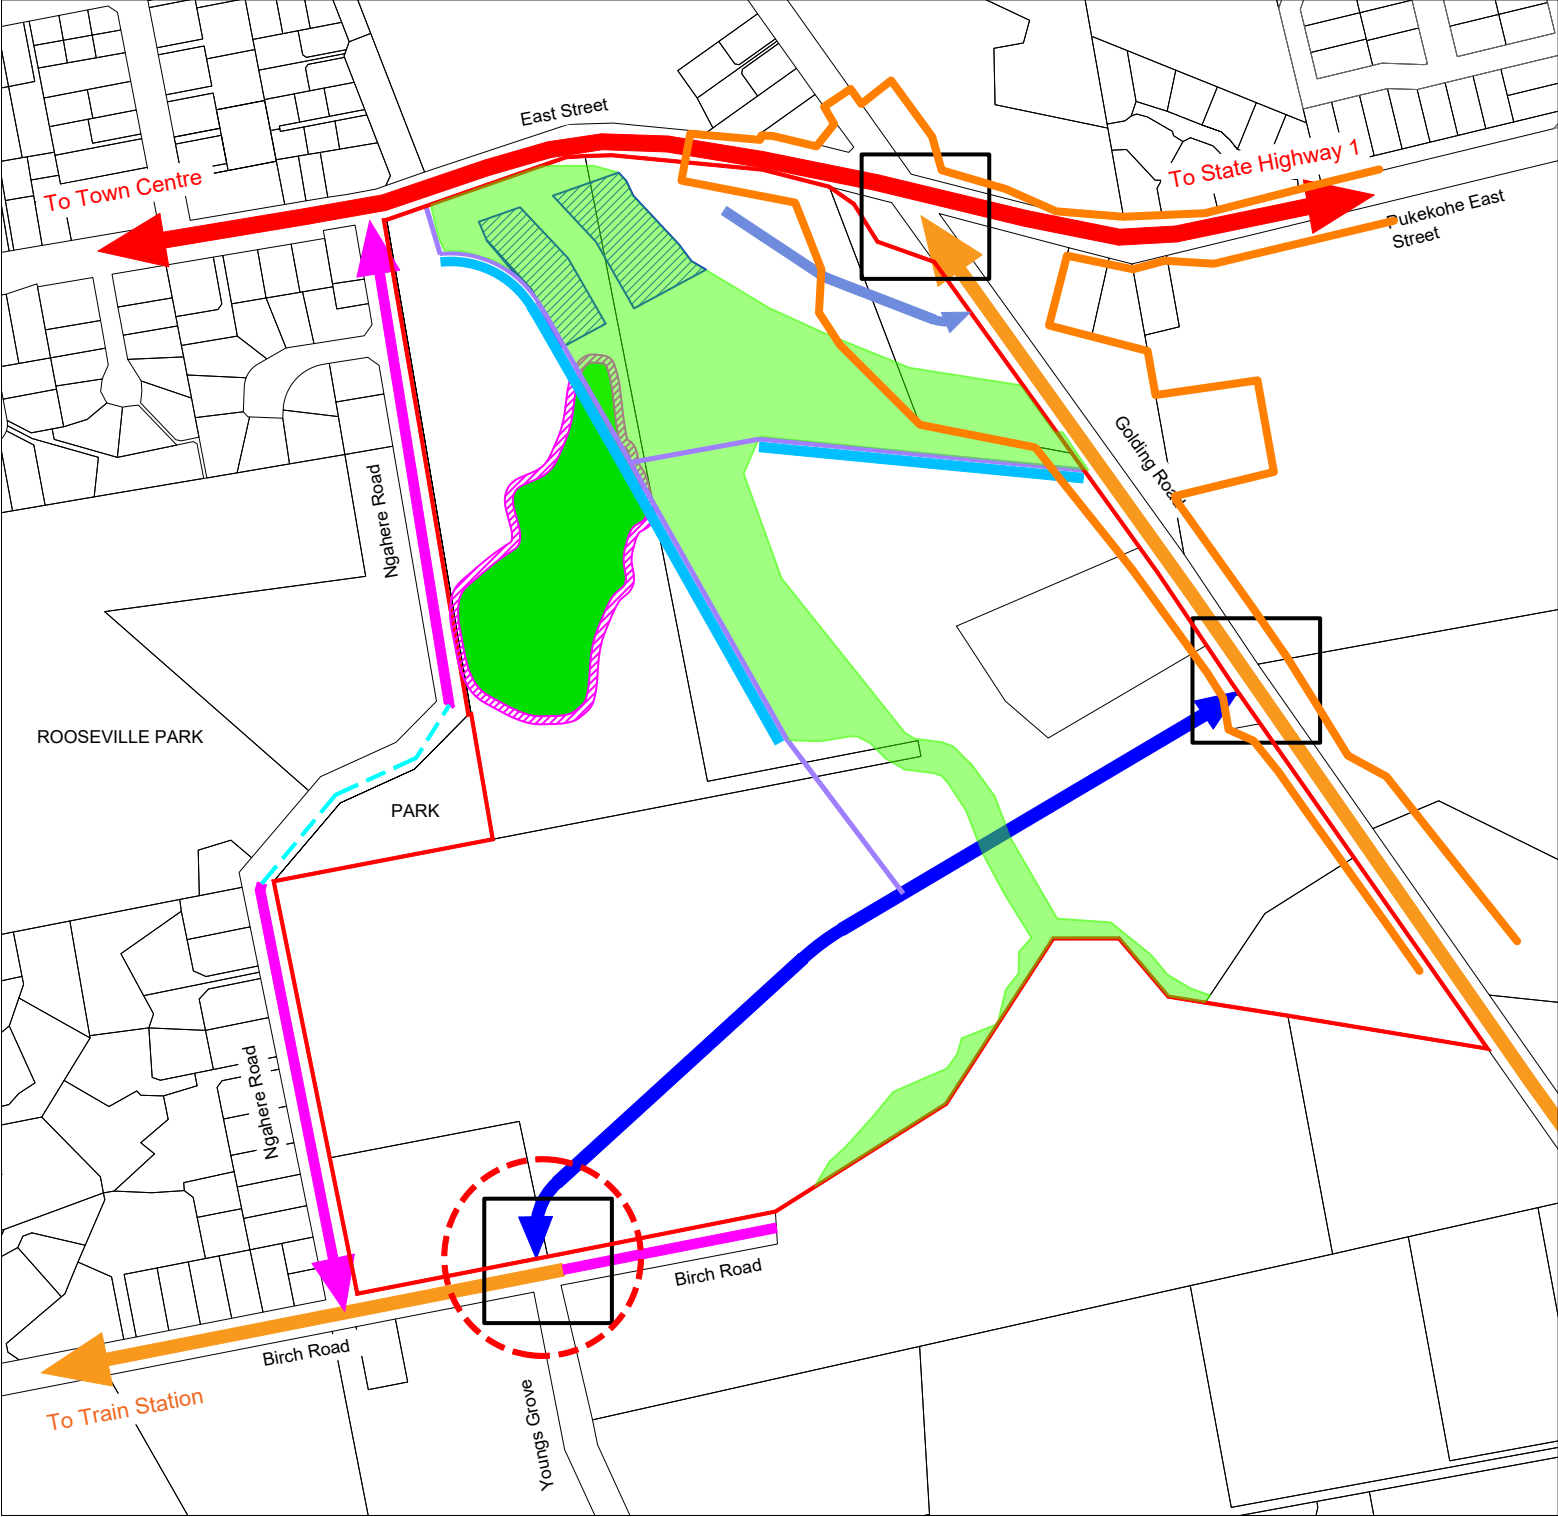 East Street
To Town Centre
To State Highway 1
Pukekohe East
Street
Golding Road
Ngahere Road
ROOSEVILLE PARK
PARK
Ngahere Road
Birch Road
Birch Road
To Train Station
Youngs Grove